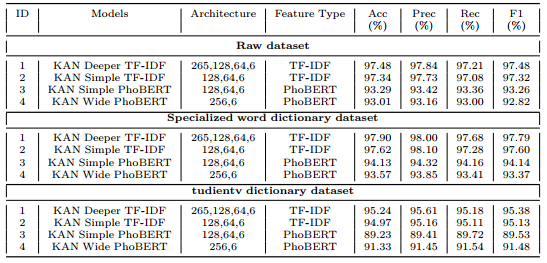 ID Models Architecture Feature Type Acc Prec Rec F1
(%) (%) (%) (%)
Raw dataset
1 KAN Deeper TF-IDF 265,128,64,6 TF-IDF 97.48 97.84 97.21 97.48
2 KAN Simple TF-IDF 128,64,6 TF-IDF 97.34 97.73 97.08 97.32
3 KAN Simple PhoBERT 128,64,6 PhoBERT 93.29 93.42 93.36 93.26
4 KAN Wide PhoBERT 256,6 PhoBERT 93.01 93.16 93.00 92.82
Specialized word dictionary dataset
1 KAN Deeper TF-IDF 265,128,64,6 TF-IDF 97.90 98.00 97.68 97.79
2 KAN Simple TF-IDF 128,64,6 TF-IDF 97.62 98.10 97.28 97.60
3 KAN Simple PhoBERT 128,64,6 PhoBERT 94.13 94.32 94.16 94.14
4 KAN Wide PhoBERT 256,6 PhoBERT 93.57 93.85 93.41 93.37
tudientv dictionary dataset
1 KAN Deeper TF-IDF 265,128,64,6 TF-IDF 95.24 95.61 95.18 95.38
2 KAN Simple TF-IDF 128,64,6 TF-IDF 94.97 95.16 95.11 95.13
3 KAN Simple PhoBERT 128,64,6 PhoBERT 89.23 89.41 89.72 89.53
4 KAN Wide PhoBERT 256,6 PhoBERT 91.33 91.45 91.54 91.48